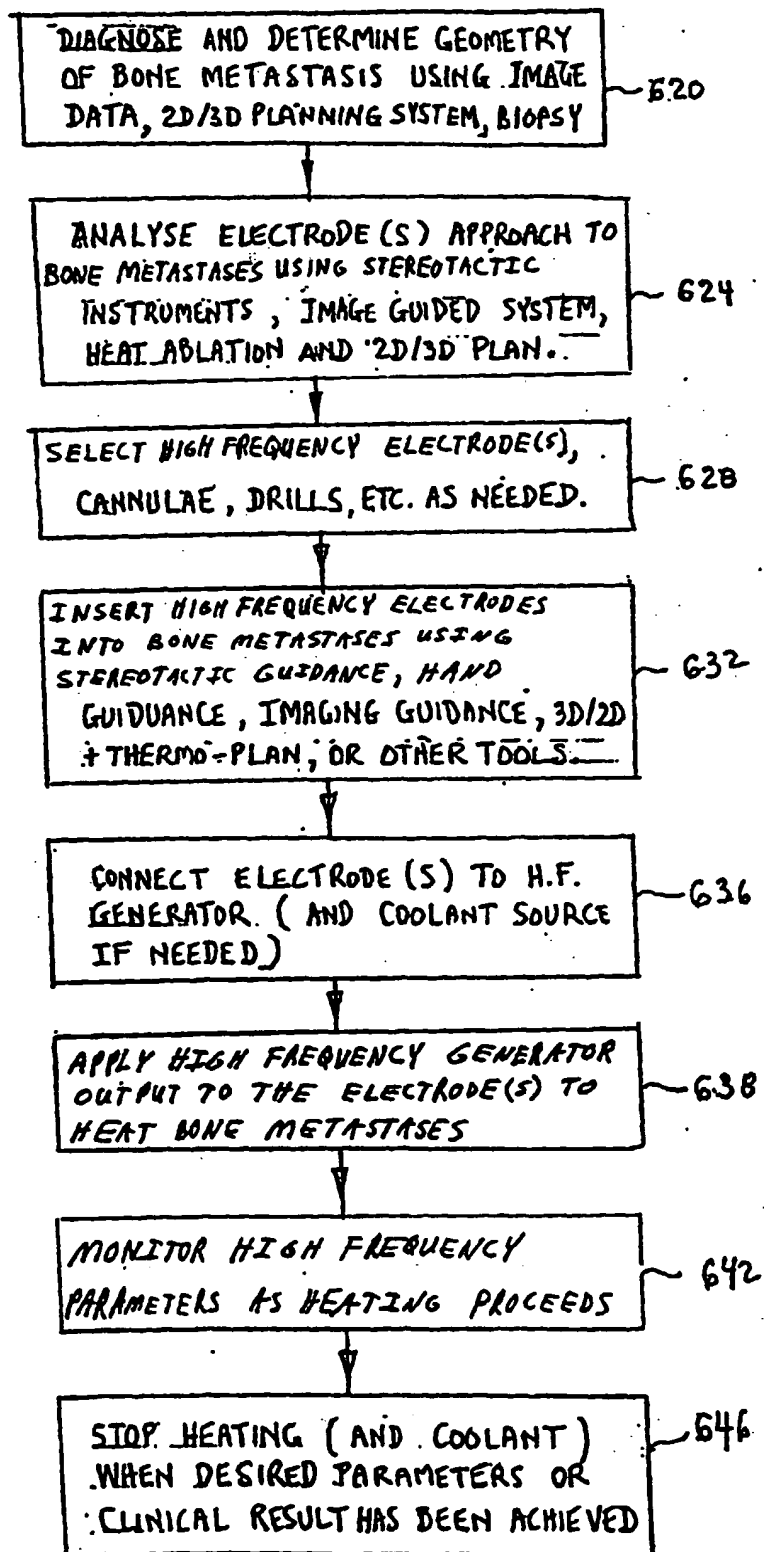 DIAGNOSE AND DETERMINE GEOMETRY
OF BONE METASTASIS USING IMAGE
DATA, 2D/3D PLANNING SYSTEM, BIOPSY
620
ANALYSE ELECTRODE(S) APPROACH TO
BONE METASTASES USING STEREOTACTIC
INSTRUMENTS, IMAGE GUIDED SYSTEM,
HEAT ABLATION AND 2D/3D PLAN.
624
SELECT HIGH FREQUENCY ELECTRODE(S),
CANNULAE, DRILLS, ETC. AS NEEDED.
628
INSERT HIGH FREQUENCY ELECTRODES
INTO BONE METASTASES USING
STEREOTACTIC GUIDANCE, HAND
GUIDUANCE, IMAGING GUIDANCE, 3D/2D
+ THERMO-PLAN, OR OTHER TOOLS.
632
CONNECT ELECTRODE(S) TO H.F.
GENERATOR. (AND COOLANT SOURCE
IF NEEDED)
636
APPLY HIGH FREQUENCY GENERATOR
OUTPUT TO THE ELECTRODE(S) TO
HEAT BONE METASTASES
638
MONITOR HIGH FREQUENCY
PARAMETERS AS HEATING PROCEEDS
642
STOP HEATING (AND COOLANT)
WHEN DESIRED PARAMETERS OR
CLINICAL RESULT HAS BEEN ACHIEVED
646